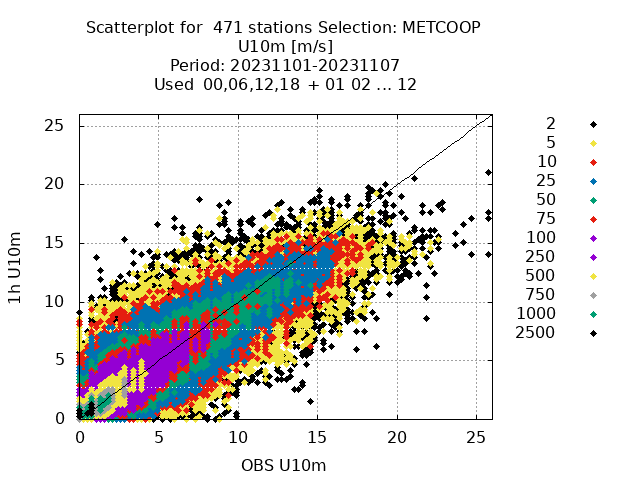 Scatterplot for  471 stations Selection: METCOOP
U10m [m/s]
Period: 20231101-20231107
Used  00,06,12,18 + 01 02 ... 12
1h U10m
25
20
15
10
5
0
0 5 10 15 20 25
OBS U10m
2
5
10
25
50
75
100
250
500
750
1000
2500